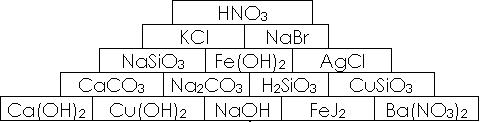 HNO₃
KCl NaBr
NaSiO₃ Fe(OH)₂ AgCl
CaCO₃ Na₂CO₃ H₂SiO₃ CuSiO₃
Ca(OH)₂ Cu(OH)₂ NaOH FeJ₂ Ba(NO₃)₂